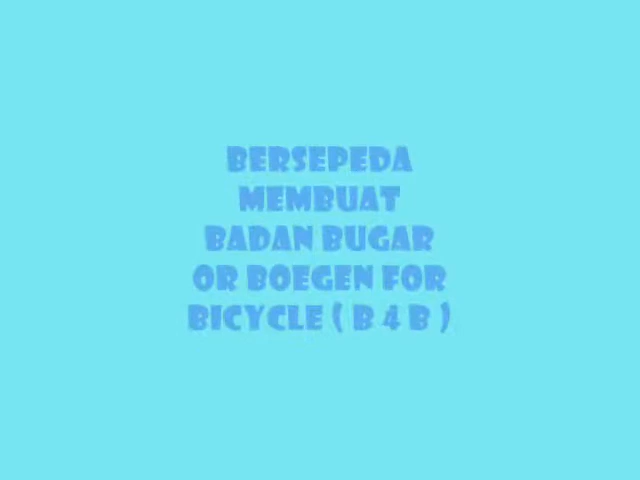 BERSEPEDA
MEMBUAT
BADAN BUGAR
OR BOEGEN FOR
BICYCLE ( B 4 B )